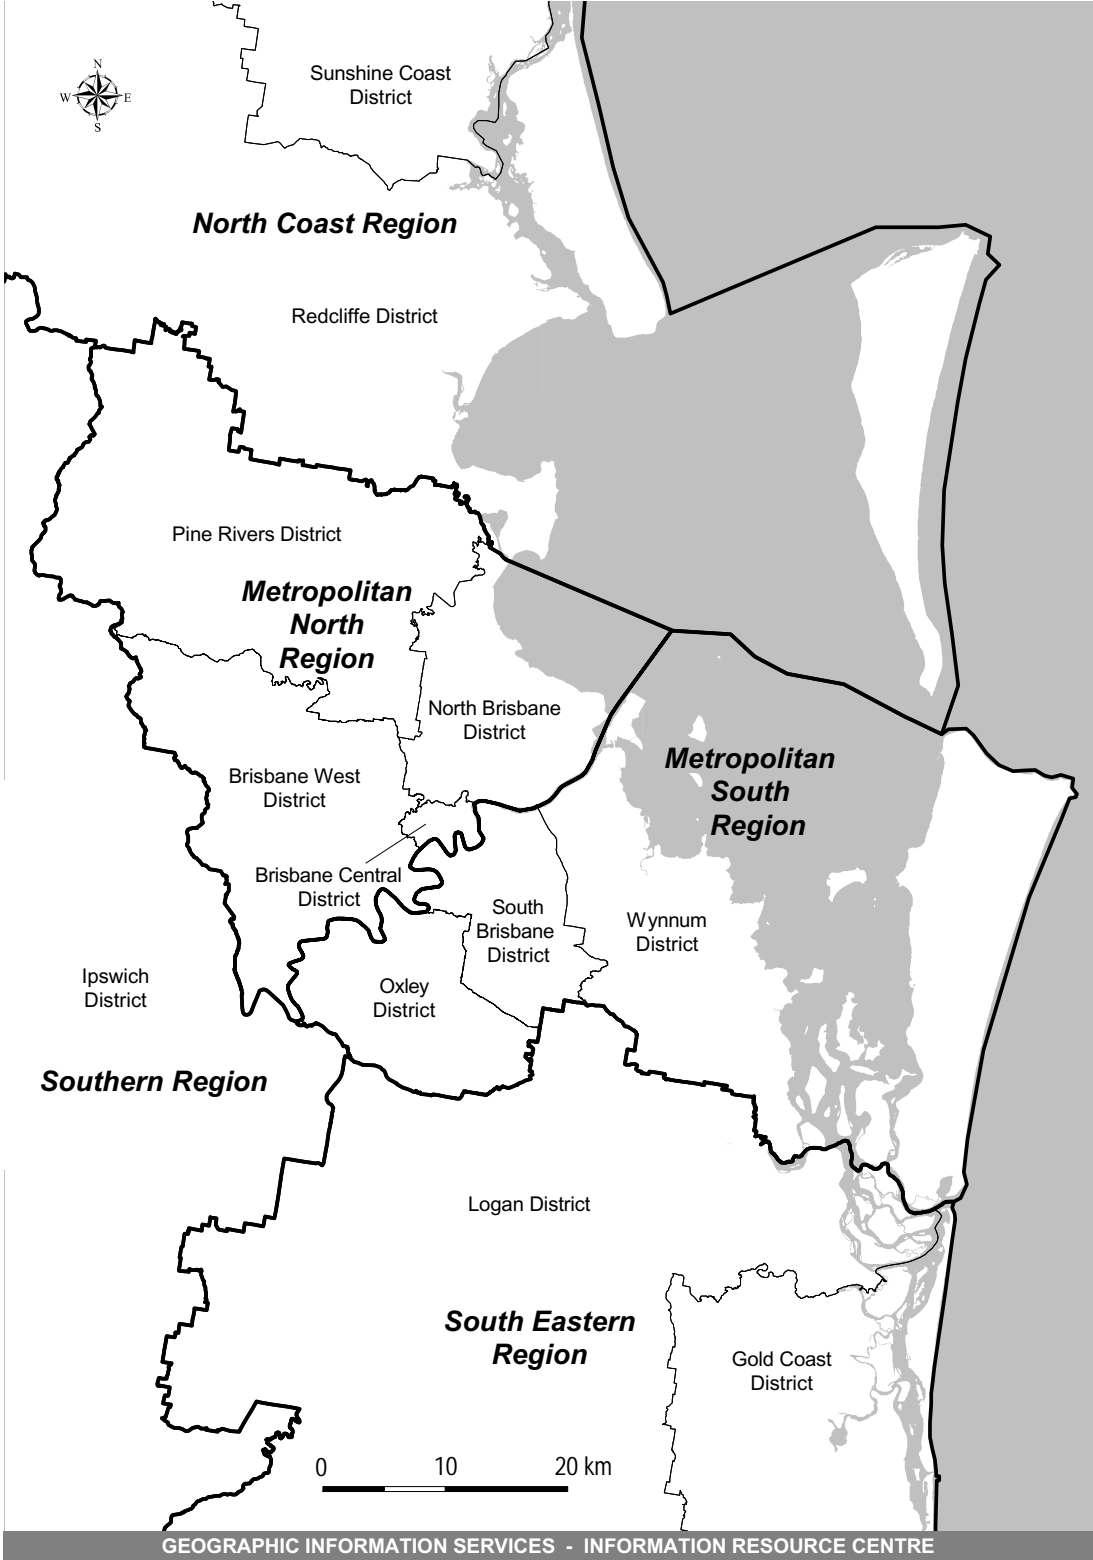 Sunshine Coast
District
N
W E
S
North Coast Region
Redcliffe District
Pine Rivers District
Metropolitan
North
Region
North Brisbane
District
Metropolitan
South
Region
Brisbane West
District
Brisbane Central
District
South
Brisbane
District
Wynnum
District
Ipswich
District
Oxley
District
Southern Region
Logan District
South Eastern
Region
Gold Coast
District
0 10 20 km
GEOGRAPHIC INFORMATION SERVICES - INFORMATION RESOURCE CENTRE